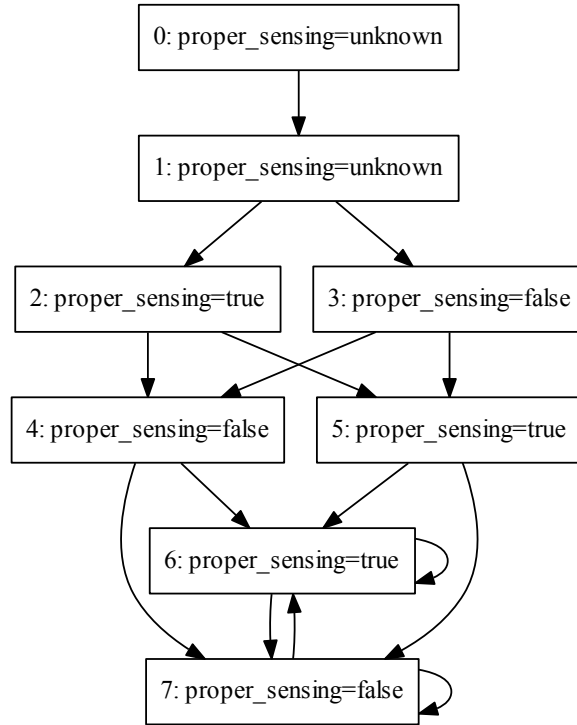 0: proper_sensing=unknown
1: proper_sensing=unknown
2: proper_sensing=true
3: proper_sensing=false
4: proper_sensing=false
5: proper_sensing=true
6: proper_sensing=true
7: proper_sensing=false